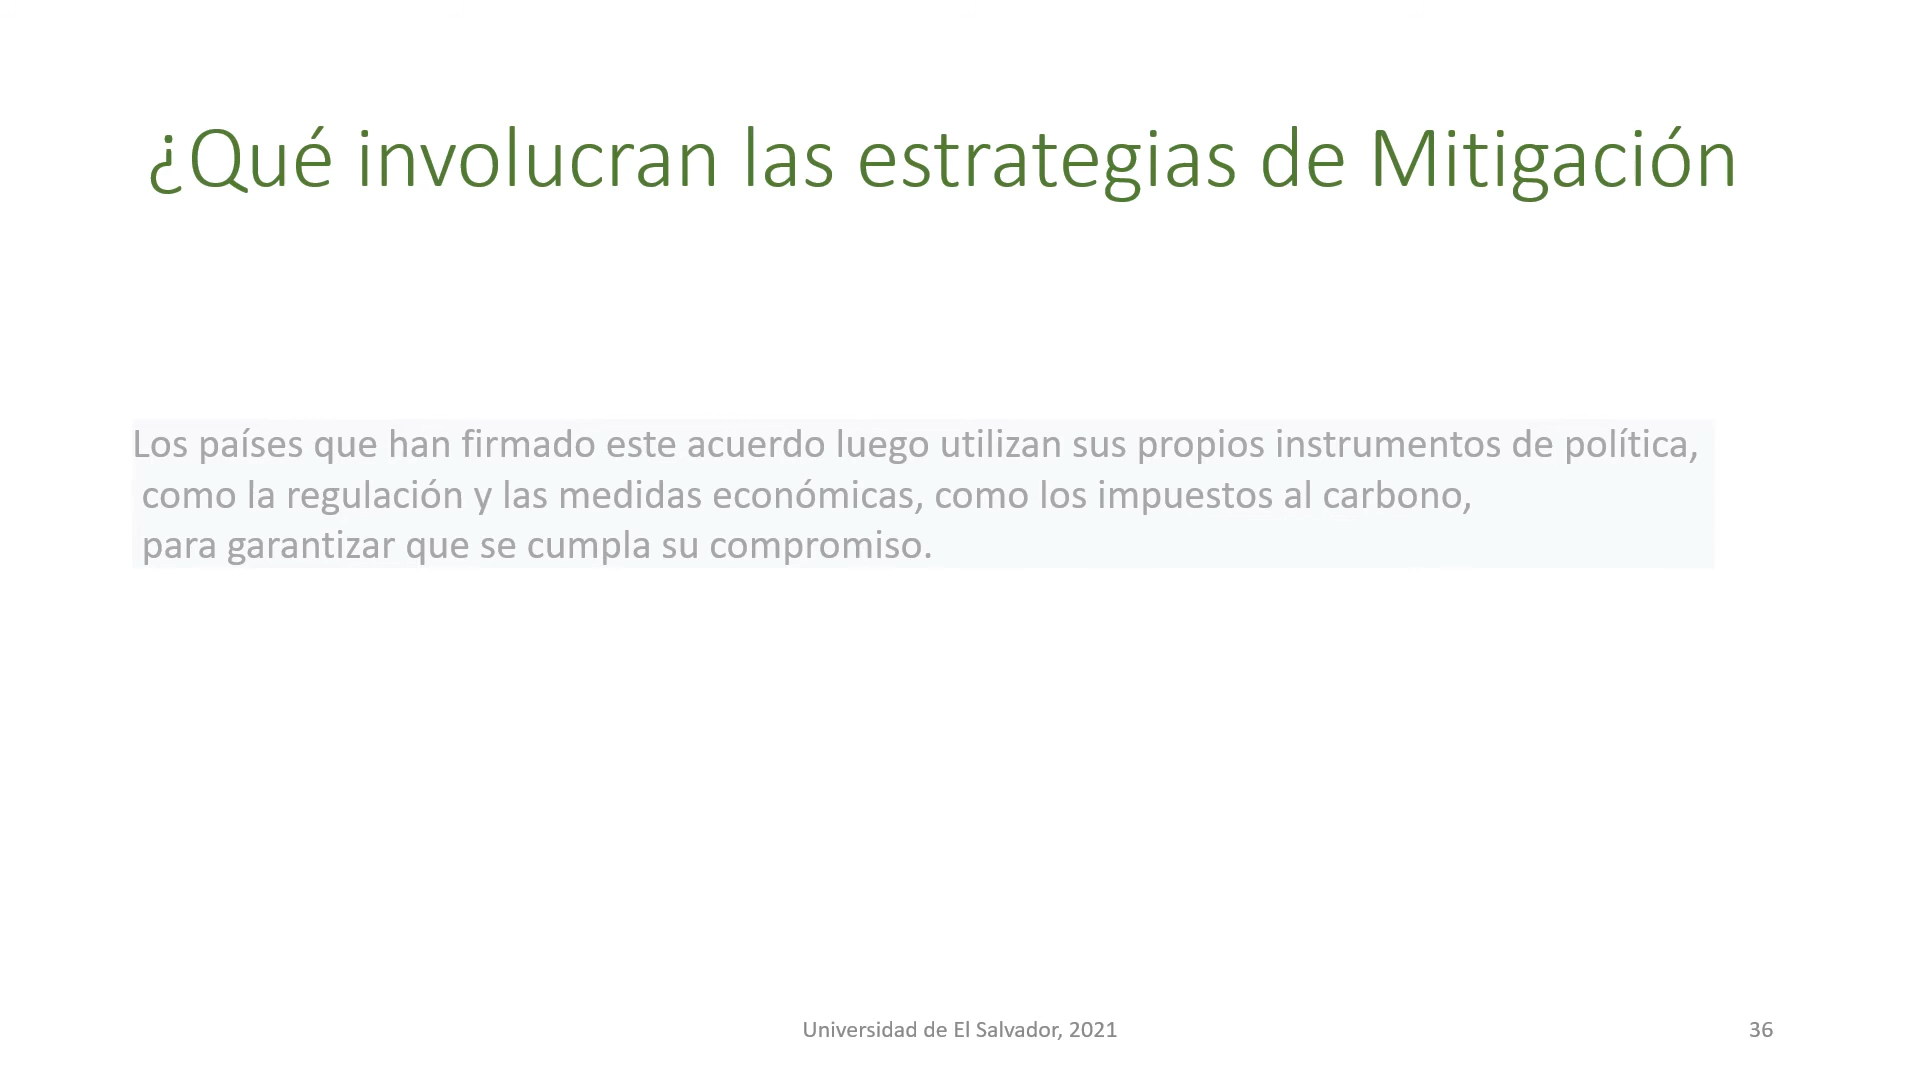 ¿Qué involucran las estrategias de Mitigación
Los países que han firmado este acuerdo luego utilizan sus propios instrumentos de política,
como la regulación y las medidas económicas, como los impuestos al carbono,
para garantizar que se cumpla su compromiso.
Universidad de El Salvador, 2021
36